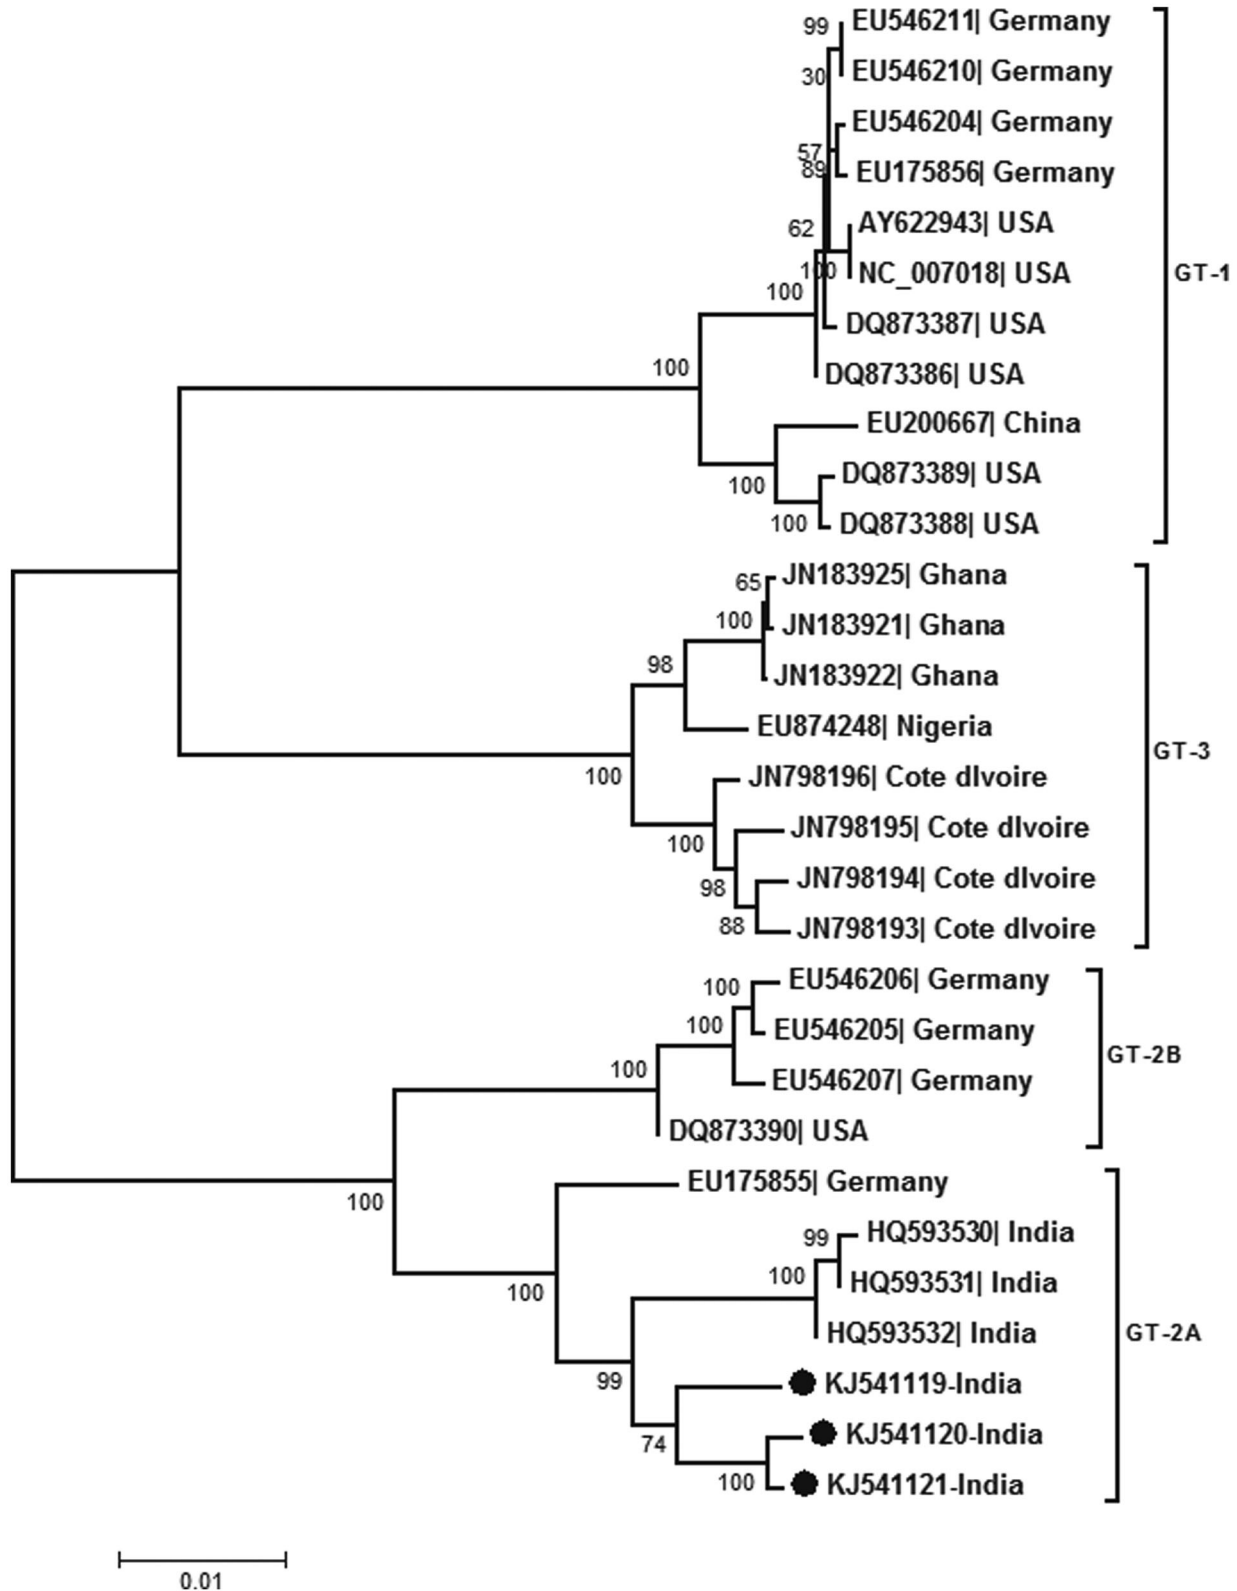 99
EU546211| Germany
30
EU546210| Germany
EU546204| Germany
57
89
EU175856| Germany
62
AY622943| USA
100
NC_007018| USA
GT-1
100
DQ873387| USA
100
DQ873386| USA
EU200667| China
100
DQ873389| USA
100
DQ873388| USA
65
JN183925| Ghana
100
JN183921| Ghana
98
JN183922| Ghana
EU874248| Nigeria
GT-3
100
JN798196| Cote dIvoire
100
JN798195| Cote dIvoire
98
JN798194| Cote dIvoire
88
JN798193| Cote dIvoire
100
EU546206| Germany
100
EU546205| Germany
GT-2B
100
EU546207| Germany
DQ873390| USA
100
EU175855| Germany
99
HQ593530| India
100
HQ593531| India
100
HQ593532| India
GT-2A
99
KJ541119-India
74
KJ541120-India
100
KJ541121-India
0.01